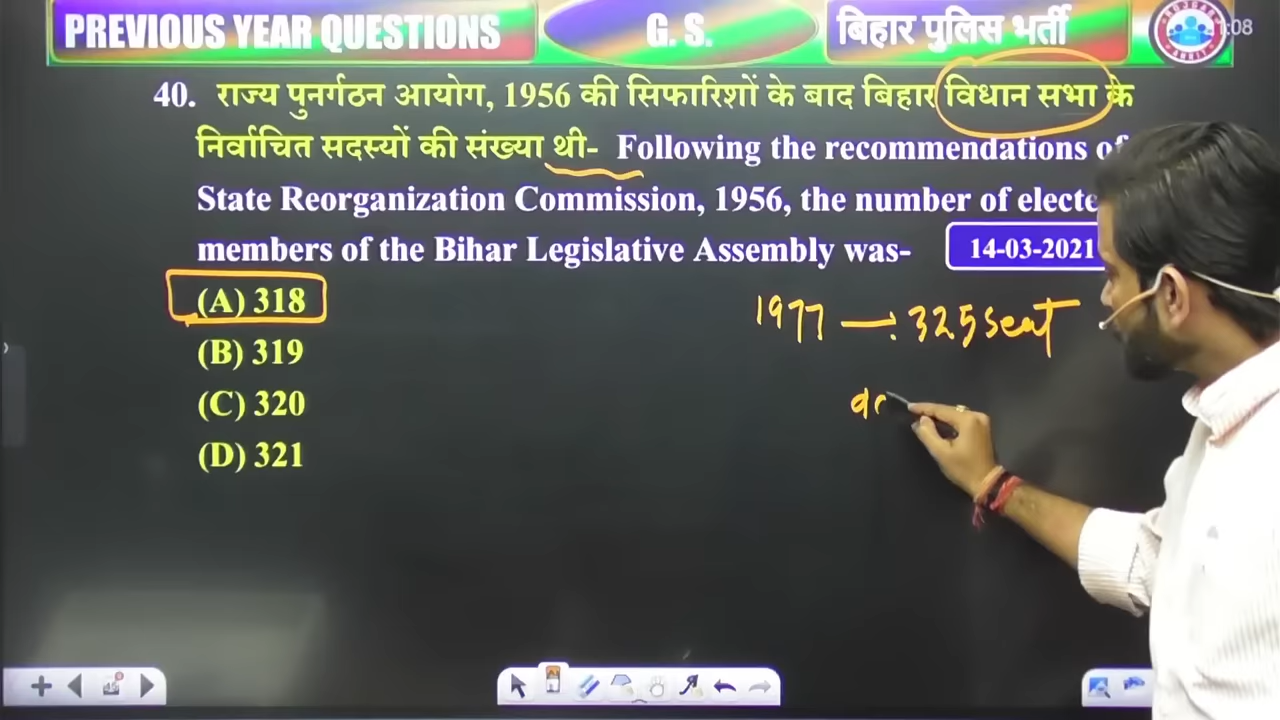 PREVIOUS YEAR QUESTIONS G. S. बिहार पुलिस भर्ती
1:08
40. राज्य पुनर्गठन आयोग, 1956 की सिफारिशों के बाद बिहार विधान सभा के
निर्वाचित सदस्यों की संख्या थी- Following the recommendations of
State Reorganization Commission, 1956, the number of electe
members of the Bihar Legislative Assembly was- 14-03-2021
(A) 318
(B) 319
(C) 320
(D) 321
1977 → 325 seat